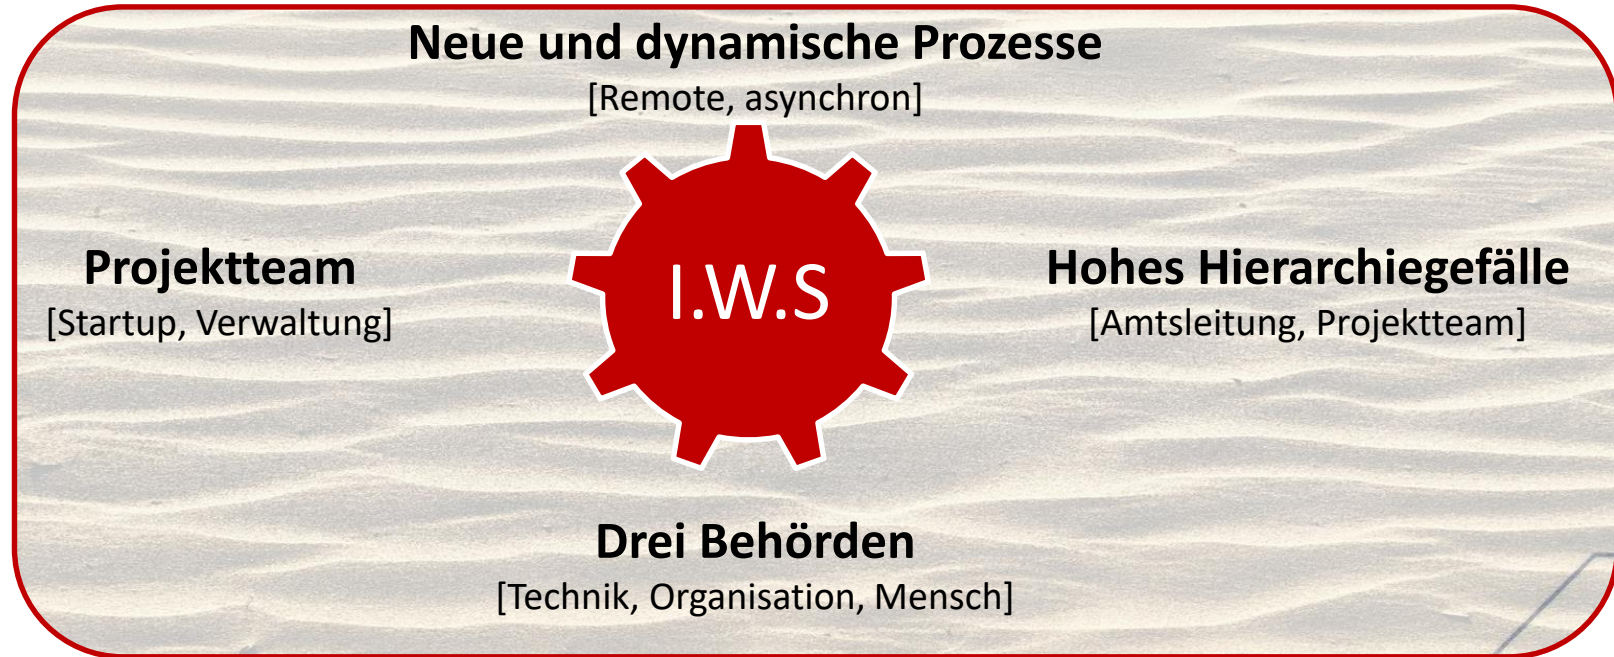 Neue und dynamische Prozesse
[Remote, asynchron]
Projektteam
[Startup, Verwaltung]
I.W.S
Hohes Hierarchiegefälle
[Amtsleitung, Projektteam]
Drei Behörden
[Technik, Organisation, Mensch]